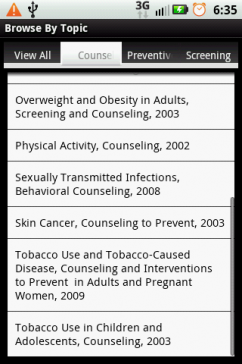 3G 6:35
Browse By Topic
View All Counse Preventiv Screening
Overweight and Obesity in Adults,
Screening and Counseling, 2003
Physical Activity, Counseling, 2002
Sexually Transmitted Infections,
Behavioral Counseling, 2008
Skin Cancer, Counseling to Prevent, 2003
Tobacco Use and Tobacco-Caused
Disease, Counseling and Interventions
to Prevent in Adults and Pregnant
Women, 2009
Tobacco Use in Children and
Adolescents, Counseling, 2003